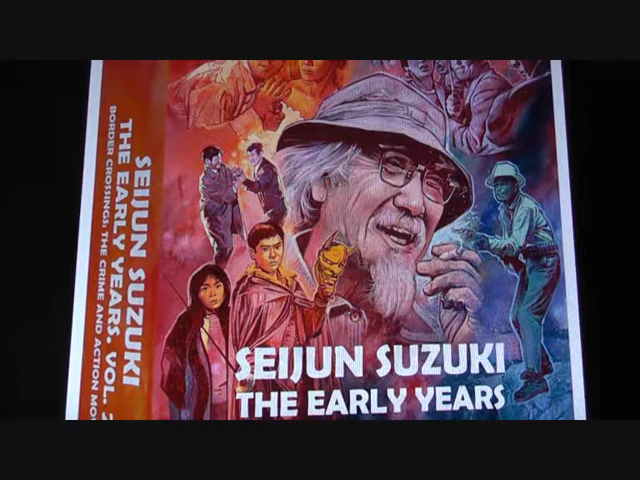 SEIJUN SUZUKI
THE EARLY YEARS. VOL. 2
BORDER CROSSINGS: THE CRIME AND ACTION MO
SEIJUN SUZUKI
THE EARLY YEARS